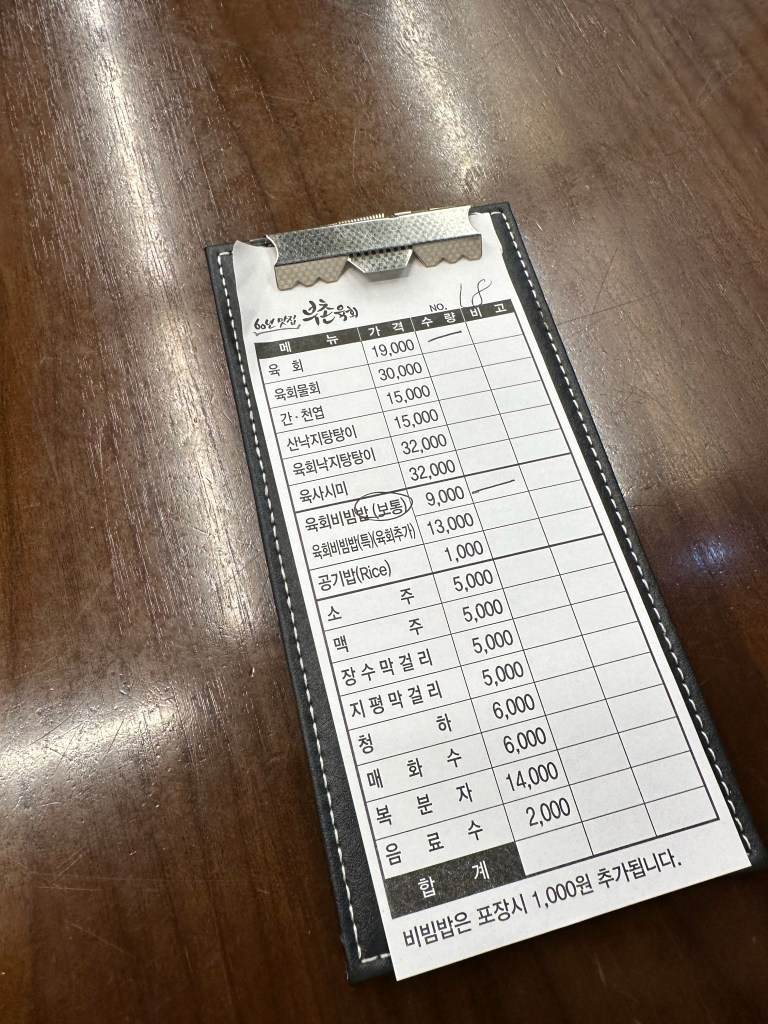 60년 맛집 부촌육회
NO. 18
메 뉴 가 격 수 량 비 고
육 회 19,000 —
육회물회 30,000
간·천엽 15,000
산낙지탕탕이 15,000
육회낙지탕탕이 32,000
육사시미 32,000
육회비빔밥(보통) 9,000 —
육회비빔밥(특)(육회추가) 13,000
공기밥(Rice) 1,000
소 주 5,000
맥 주 5,000
장수막걸리 5,000
지평막걸리 5,000
청 하 6,000
매 화 수 6,000
복 분 자 14,000
음 료 수 2,000
합 계
비빔밥은 포장시 1,000원 추가됩니다.